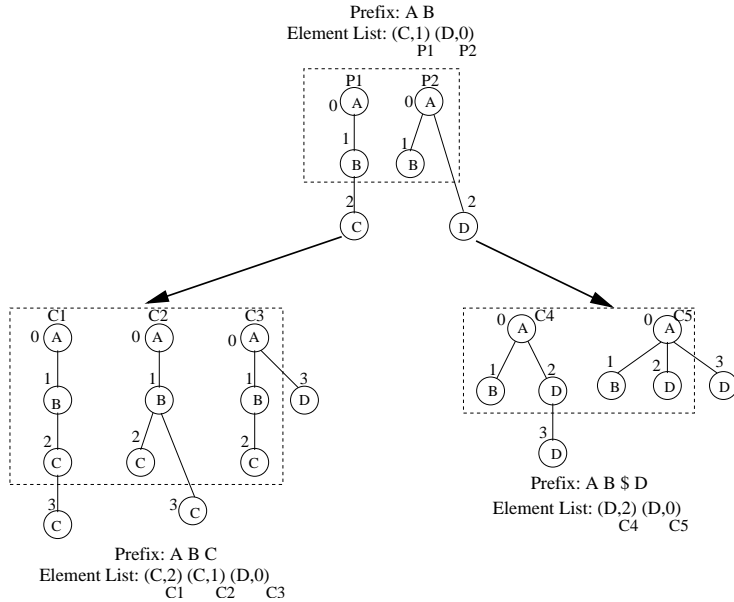 Prefix: A B
Element List: (C,1) (D,0)
P1 P2
P1 P2
0 A 0 A
1 1
B B
2 2
C D
C1 C2 C3
0 A 0 A 0 A
1 1 1 3
B B B D
2 2 2
C C C
3 3
C C
Prefix: A B C
Element List: (C,2) (C,1) (D,0)
C1 C2 C3
C4 C5
0 A 0 A
1 2 1 2 3
B D B D D
3
D
Prefix: A B $ D
Element List: (D,2) (D,0)
C4 C5